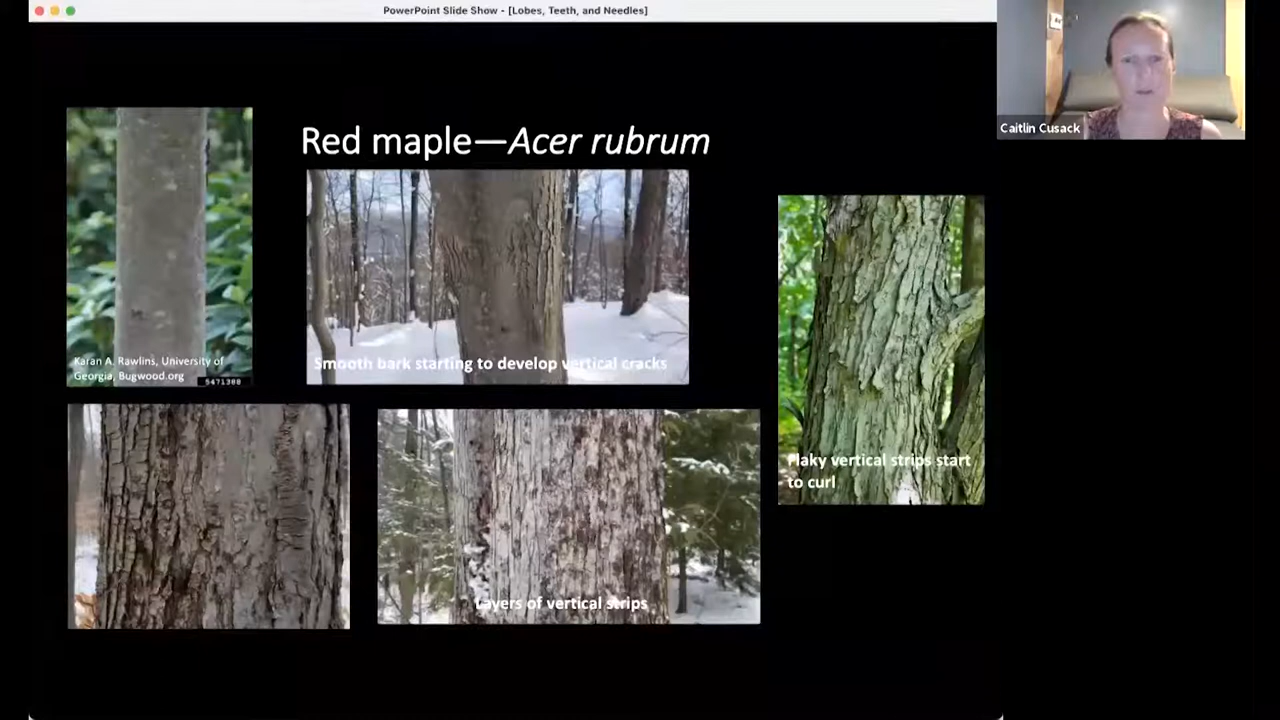 PowerPoint Slide Show - [Lobes, Teeth, and Needles]
Caitlin Cusack
Red maple—Acer rubrum
Karan A. Rawlins, University of
Georgia, Bugwood.org
5471388
Smooth bark starting to develop vertical cracks
Flaky vertical strips start
to curl
Layers of vertical strips